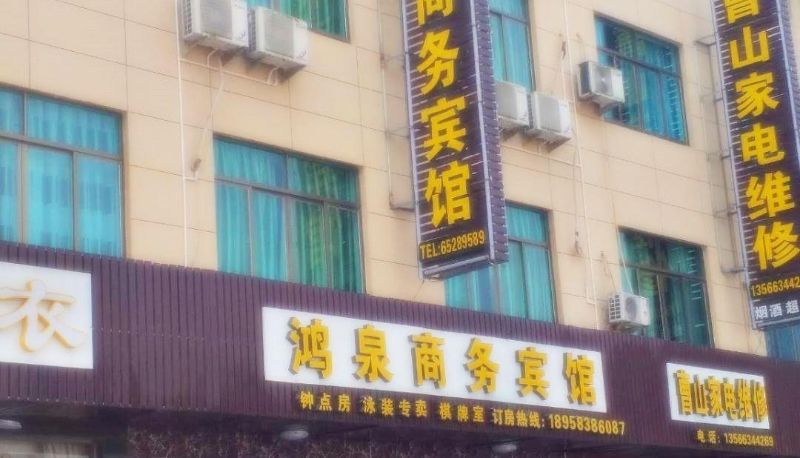 商务宾馆
TEL:65289589
曹山家电维修
1356634426
烟酒超
衣
鸿泉商务宾馆
钟点房 泳装专卖 棋牌室 订房热线:18958386087
曹山家电维修
电话:13566344269